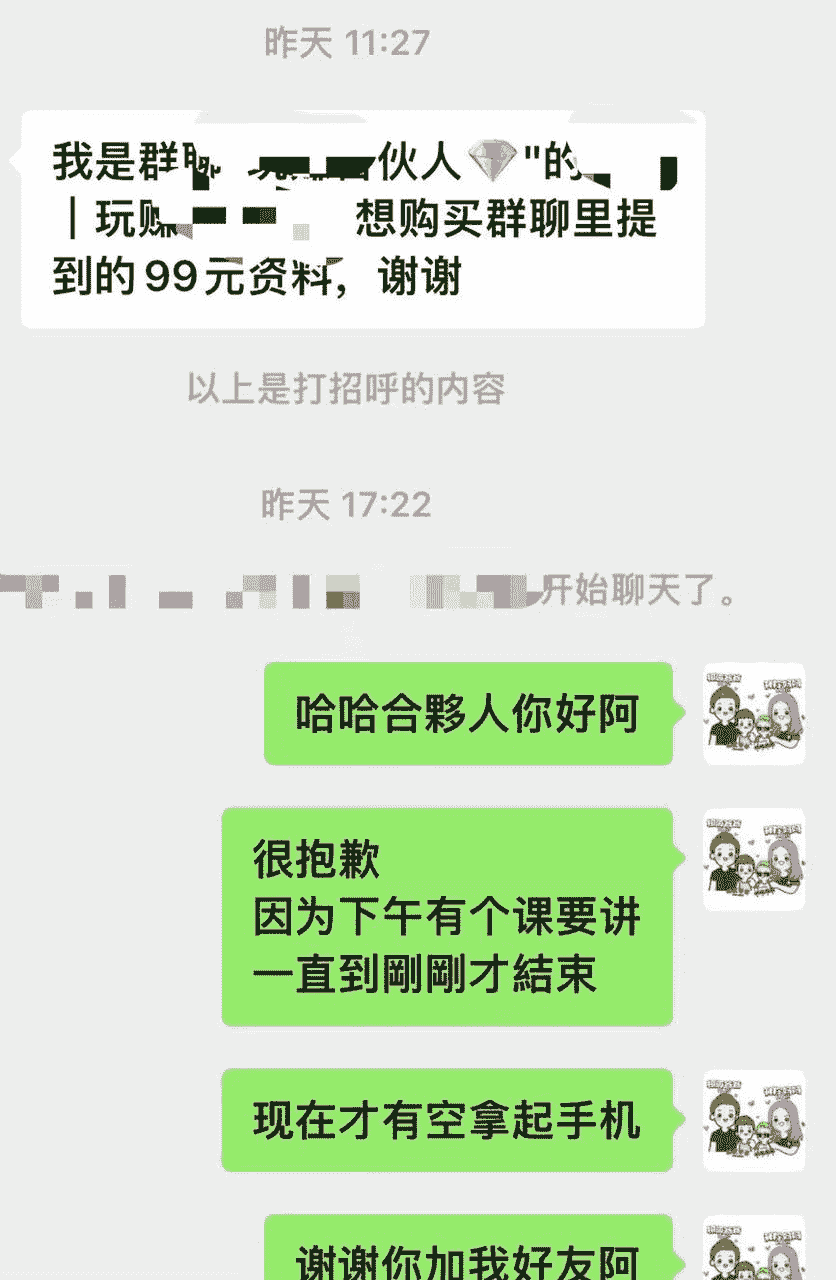 昨天 11:27
我是群聊 伙人💎"的
｜玩赚 想购买群聊里提
到的99元资料，谢谢
以上是打招呼的内容
昨天 17:22
开始聊天了。
哈哈合夥人你好阿
很抱歉
因为下午有个课要讲
一直到剛剛才結束
现在才有空拿起手机
谢谢你加我好友阿